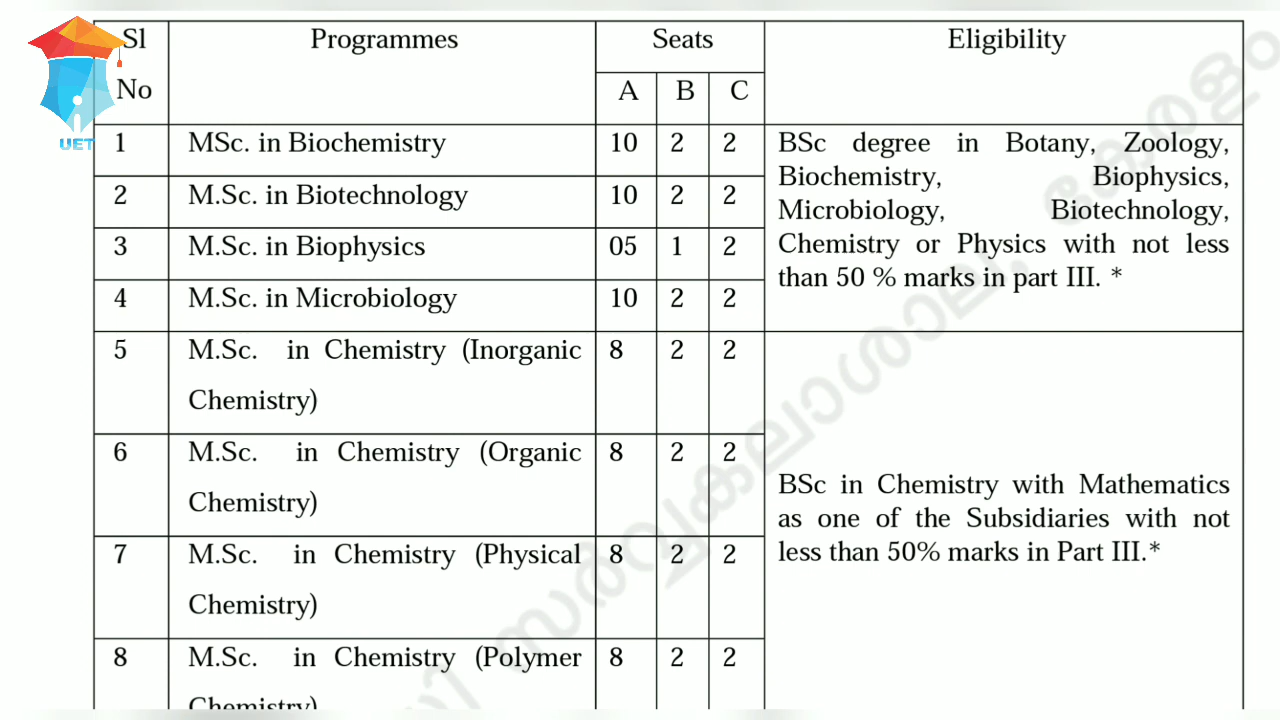 Sl No Programmes Seats Eligibility
A B C
UET
1 MSc. in Biochemistry 10 2 2
2 M.Sc. in Biotechnology 10 2 2
3 M.Sc. in Biophysics 05 1 2
4 M.Sc. in Microbiology 10 2 2
BSc degree in Botany, Zoology,
Biochemistry, Biophysics,
Microbiology, Biotechnology,
Chemistry or Physics with not less
than 50 % marks in part III. *
5 M.Sc. in Chemistry (Inorganic 8 2 2
Chemistry)
6 M.Sc. in Chemistry (Organic 8 2 2
Chemistry)
7 M.Sc. in Chemistry (Physical 8 2 2
Chemistry)
8 M.Sc. in Chemistry (Polymer 8 2 2
Chemistry)
BSc in Chemistry with Mathematics
as one of the Subsidiaries with not
less than 50% marks in Part III.*
സർവ്വകലാശാല, കേരളം